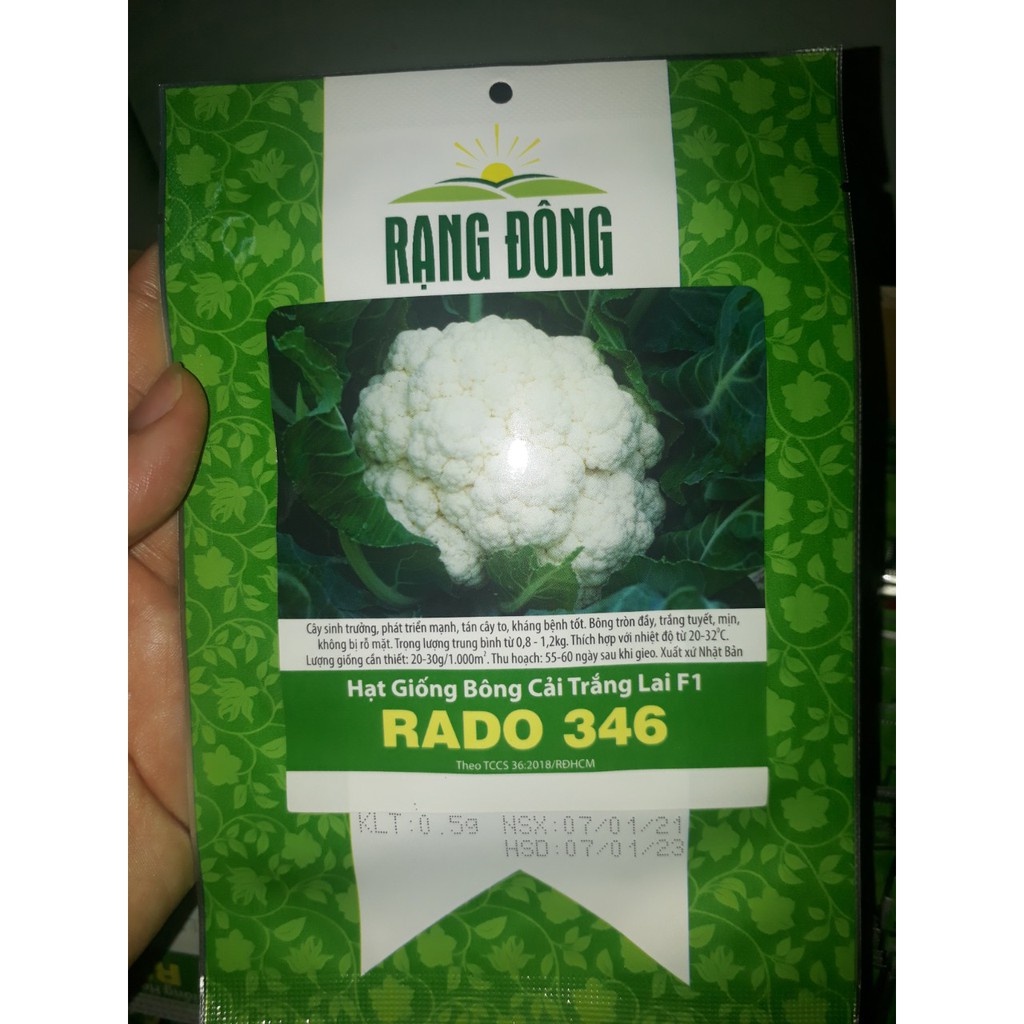 RẠNG ĐÔNG
Cây sinh trưởng, phát triển mạnh, tán cây to, kháng bệnh tốt. Bông tròn đầy, trắng tuyết, mịn,
không bị rỗ mặt. Trọng lượng trung bình từ 0,8 - 1,2kg. Thích hợp với nhiệt độ từ 20-32°C.
Lượng giống cần thiết: 20-30g/1.000m². Thu hoạch: 55-60 ngày sau khi gieo. Xuất xứ Nhật Bản
Hạt Giống Bông Cải Trắng Lai F1
RADO 346
Theo TCCS 36:2018/RĐHCM
KLT:0.5g NSX:07/01/21
HSD:07/01/23